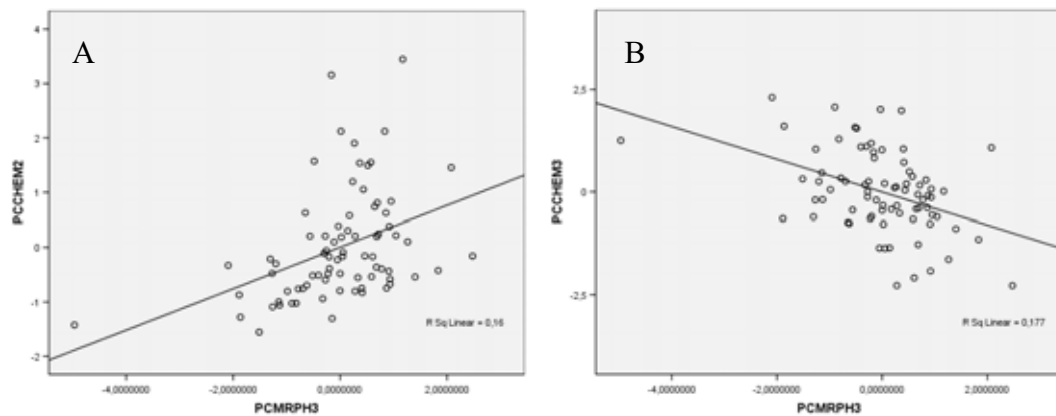 A
PCCHEM2
4
3
2
1
0
-1
-2
R Sq Linear = 0,16
-4,0000000 -2,0000000 0,0000000 2,0000000
PCMRPH3
B
PCCHEM3
2,5
0
-2,5
R Sq Linear = 0,177
-4,0000000 -2,0000000 0,0000000 2,0000000
PCMRPH3